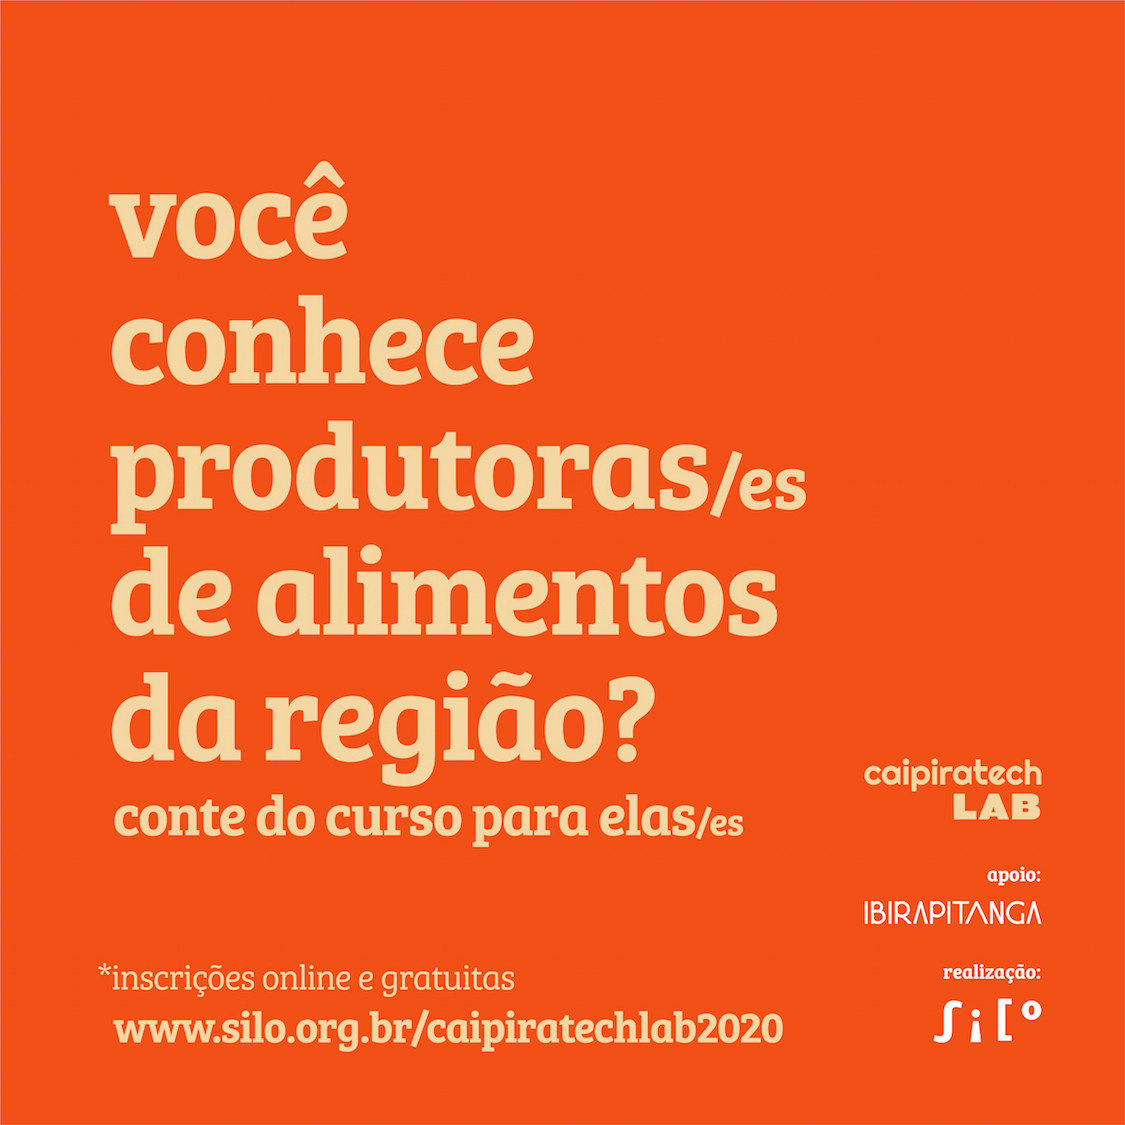 você
conhece
produtoras/es
de alimentos
da região?
conte do curso para elas/es
caipiratech
LAB
apoio:
IBIRAPITANGA
*inscrições online e gratuitas
www.silo.org.br/caipiratechlab2020
realização:
silo